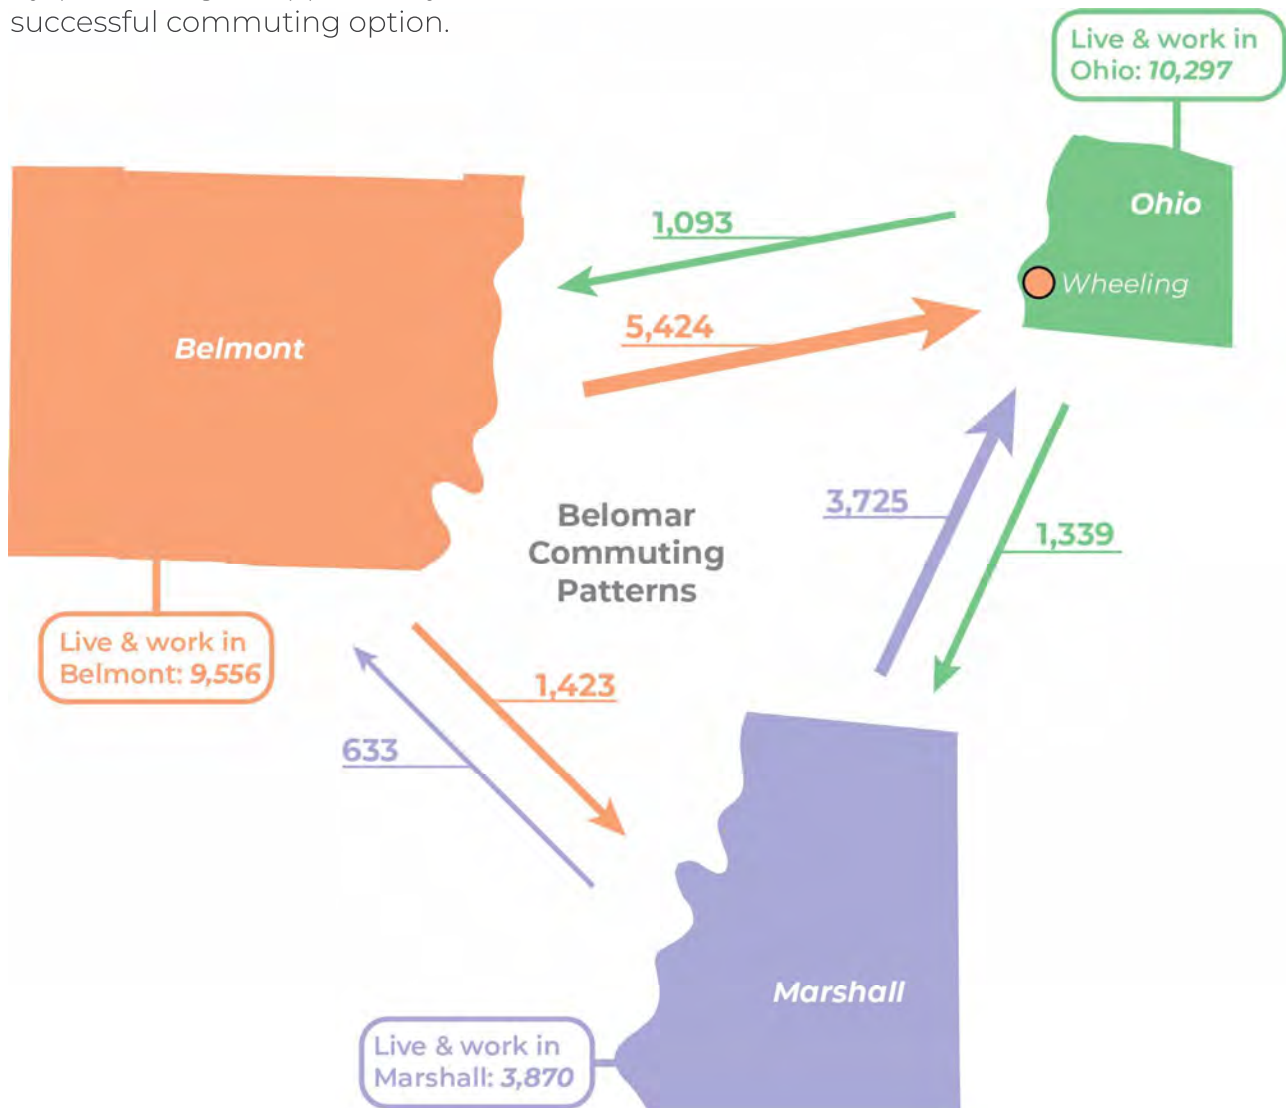 successful commuting option.
Live & work in
Ohio: 10,297
Ohio
1,093
Wheeling
5,424
Belmont
3,725
Belomar
Commuting
Patterns
1,339
Live & work in
Belmont: 9,556
1,423
633
Marshall
Live & work in
Marshall: 3,870